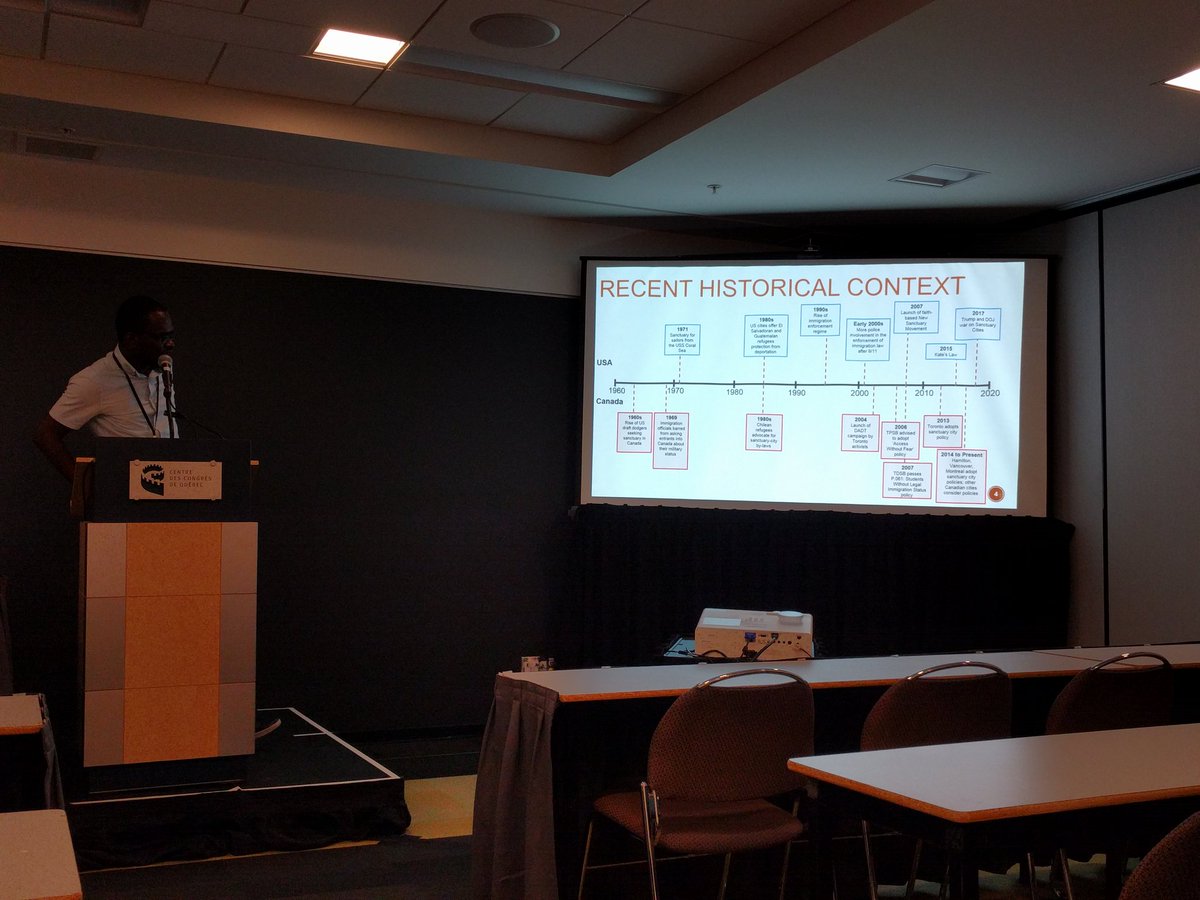 CENTRE
DES CONGRÈS
DE QUÉBEC
RECENT HISTORICAL CONTEXT
1971
Sanctuary for
sailors from
the USS Coral
Sea
1980s
US cities offer El
Salvadoran and
Guatemalan
refugees
protection from
deportation
1990s
Rise of
immigration
enforcement
regime
Early 2000s
More police
involvement in the
enforcement of
immigration law
after 9/11
2007
Launch of faith-
based New
Sanctuary
Movement
2015
Kate's Law
2017
Trump and DOJ
war on Sanctuary
Cities
USA
1960
1970
1980
1990
2000
2010
2020
Canada
1960s
Rise of US
draft dodgers
seeking
sanctuary in
Canada
1969
Immigration
officials barred
from asking
entrants into
Canada about
their military
status
1980s
Chilean
refugees
advocate for
sanctuary-city
by-laws
2004
Launch of
DADT
campaign by
Toronto
activists
2006
TPSB advised
to adopt
Access
Without Fear
policy
2007
TDSB passes
P.061: Students
Without Legal
Immigration Status
policy
2013
Toronto adopts
sanctuary city
policy
2014 to Present
Hamilton,
Vancouver,
Montreal adopt
sanctuary city
policies; other
Canadian cities
consider policies
4